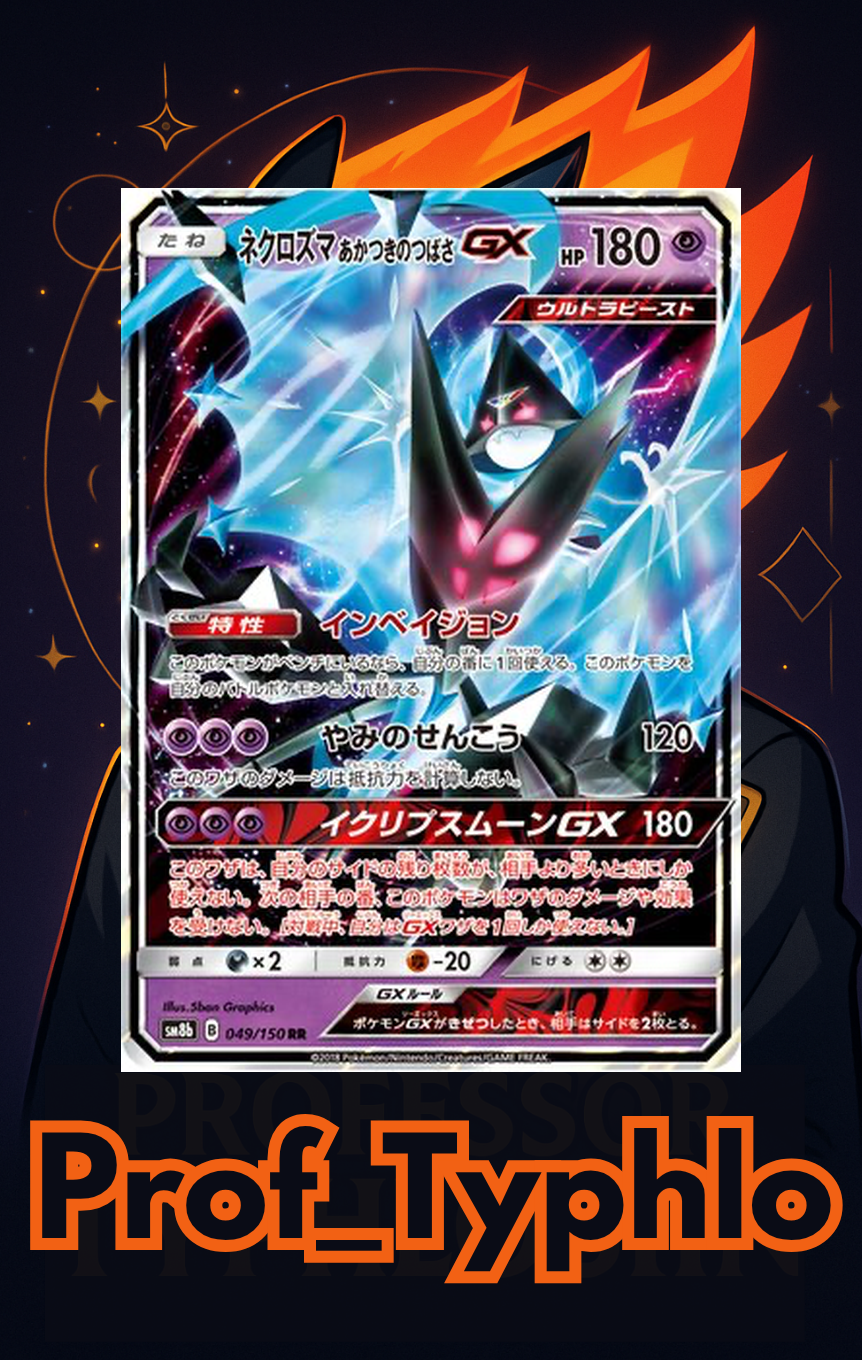 たね ネクロズマ あかつきのつばさ GX HP 180
ウルトラビースト
特性 インベイジョン
このポケモンがベンチにいるなら、自分の番に1回使える。このポケモンを
自分のバトルポケモンと入れ替える。
やみのせんこう 120
このワザのダメージは抵抗力を計算しない。
イクリプスムーンGX 180
このワザは、自分のサイドの残り枚数が、相手より多いときにしか
使えない。次の相手の番、このポケモンはワザのダメージや効果
を受けない。[対戦中、自分はGXワザを1回しか使えない。]
弱点 ×2 抵抗力 -20 にげる
Illus.5ban Graphics
GXルール
SM8b B 049/150 RR
ポケモンGXがきぜつしたとき、相手はサイドを2枚とる。
©2018 Pokémon/Nintendo/Creatures/GAME FREAK.
PROFESSOR
Prof_Typhlo